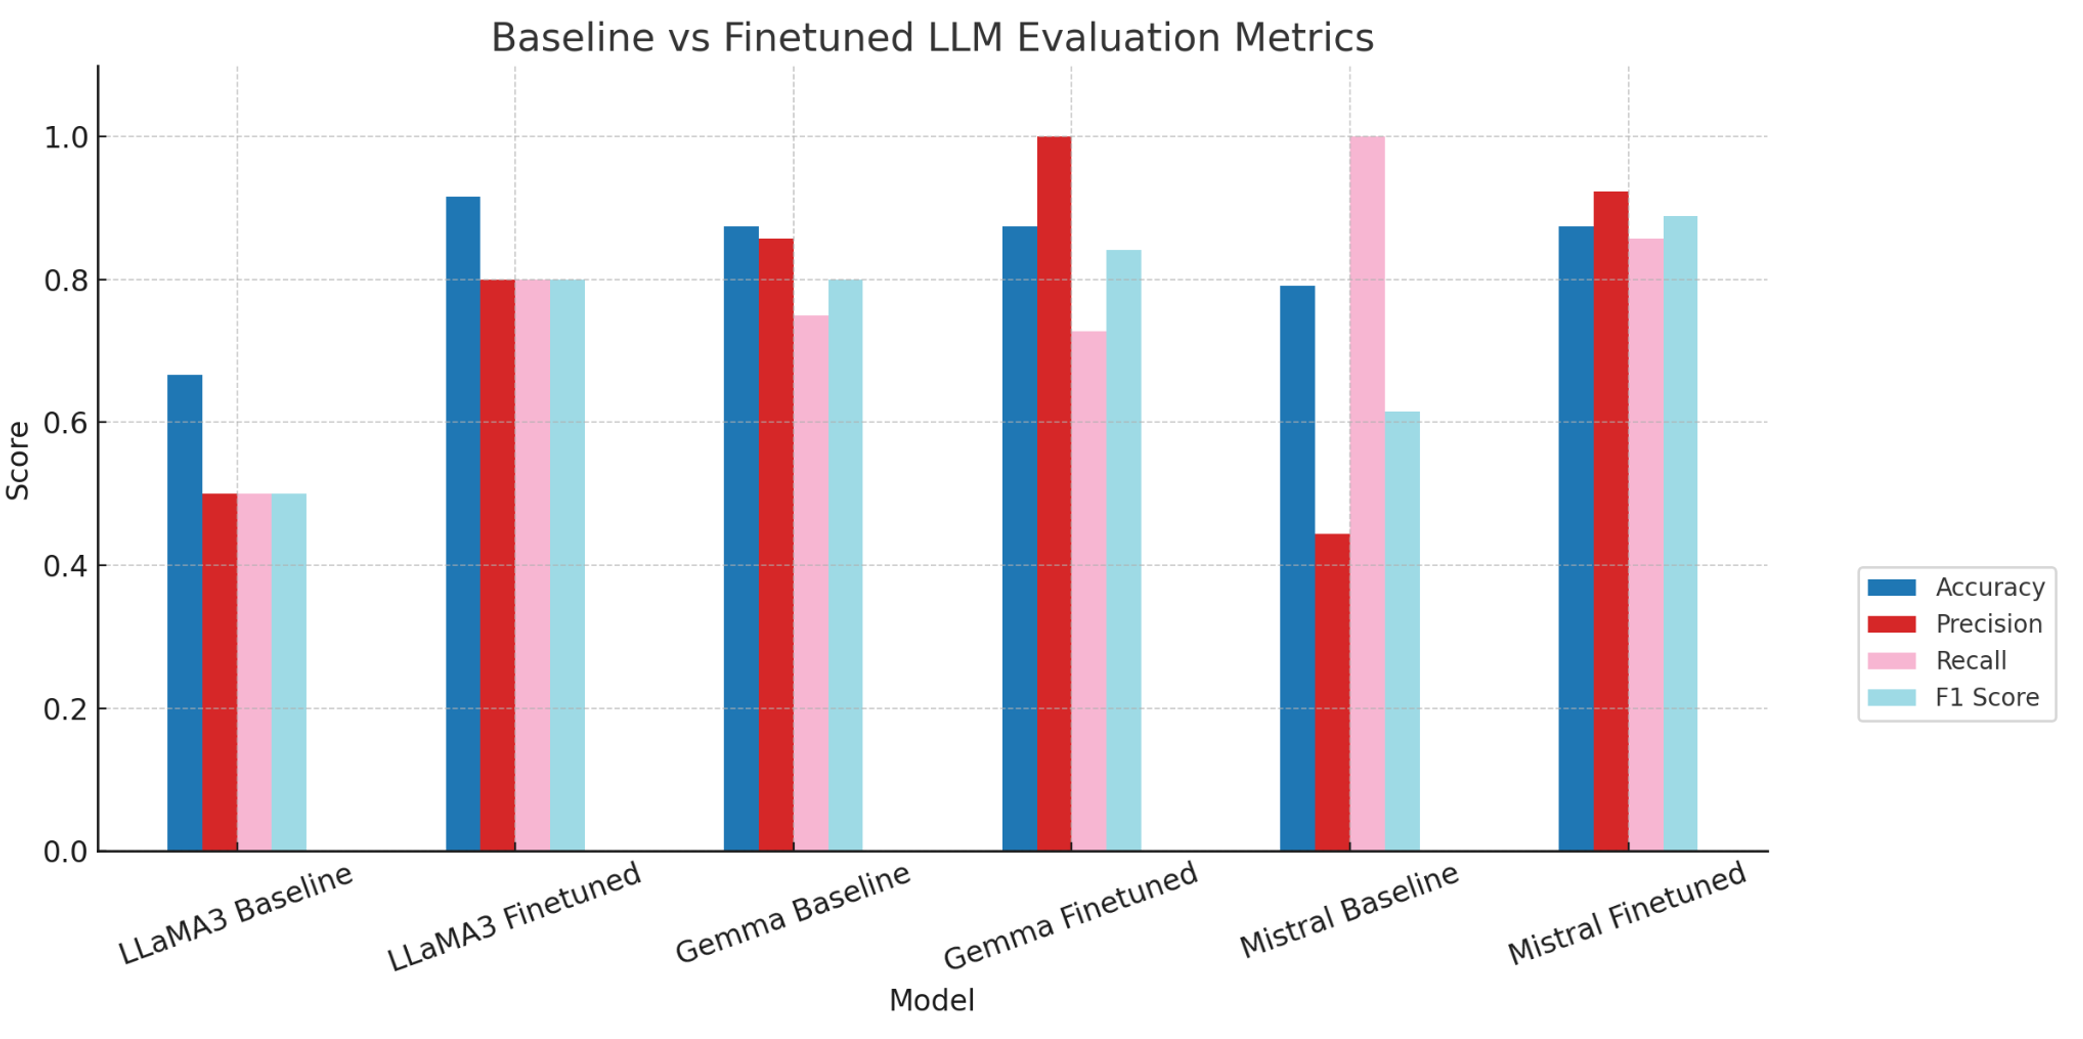 Baseline vs Finetuned LLM Evaluation Metrics
1.0
0.8
0.6
0.4
0.2
0.0
Score
LLaMA3 Baseline
LLaMA3 Finetuned
Gemma Baseline
Gemma Finetuned
Mistral Baseline
Mistral Finetuned
Model
Accuracy
Precision
Recall
F1 Score